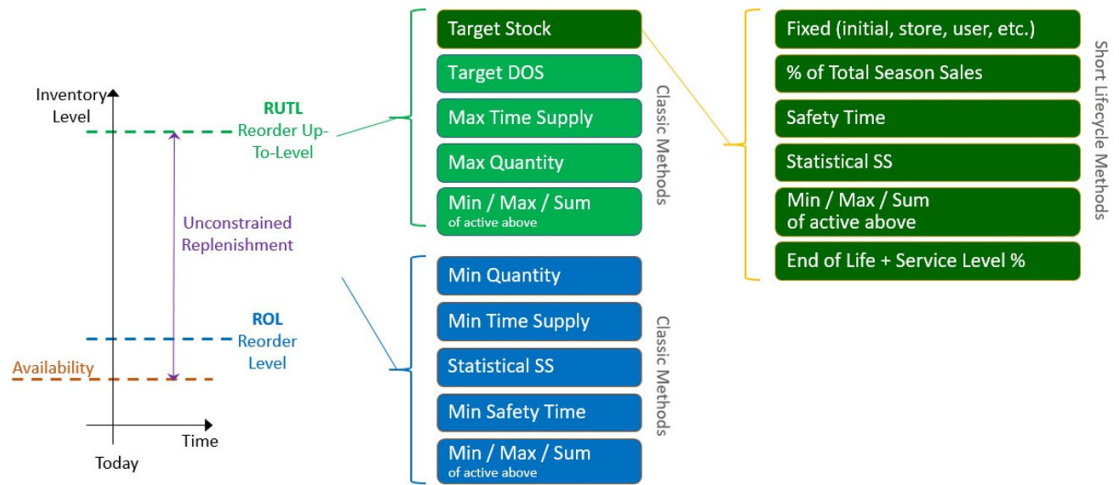 Inventory
Level
RUTL
Reorder Up-
To-Level
Unconstrained
Replenishment
ROL
Reorder
Level
Availability
Time
Today
Target Stock
Target DOS
Max Time Supply
Max Quantity
Min / Max / Sum
of active above
Classic Methods
Min Quantity
Min Time Supply
Statistical SS
Min Safety Time
Min / Max / Sum
of active above
Classic Methods
Fixed (initial, store, user, etc.)
% of Total Season Sales
Safety Time
Statistical SS
Min / Max / Sum
of active above
End of Life + Service Level %
Short Lifecycle Methods